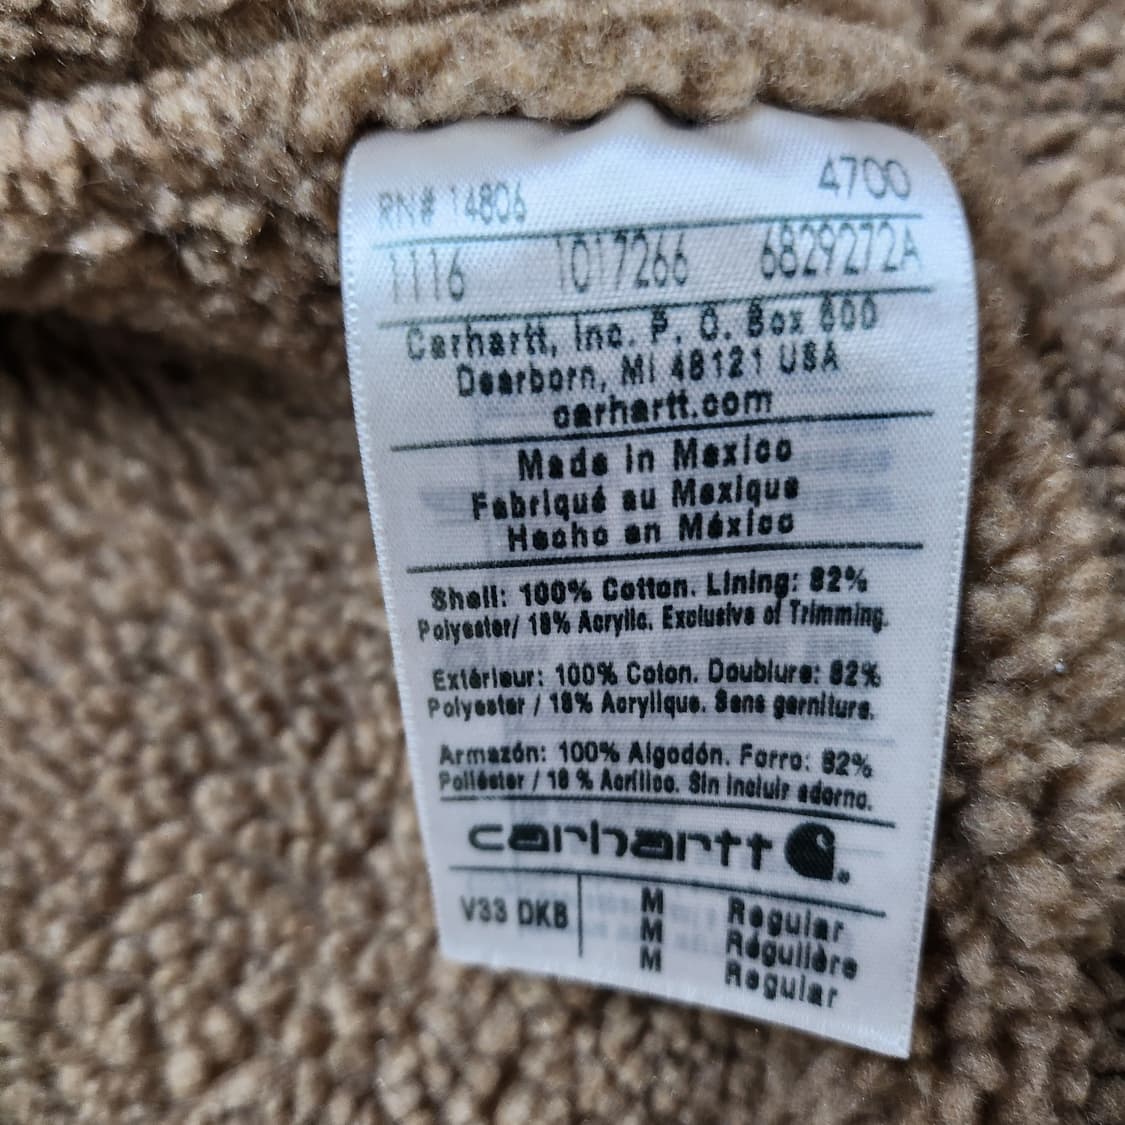 RN# 14806 4700
1116 1017266 6829272A
Carhartt, Inc. P. O. Box 600
Dearborn, MI 48121 USA
carhartt.com
Made in Mexico
Fabriqué au Mexique
Hecho en México
Shell: 100% Cotton. Lining: 82%
Polyester/ 18% Acrylic. Exclusive of Trimming.
Extérieur: 100% Coton. Doublure: 82%
Polyester / 18% Acrylique. Sans garniture.
Armazón: 100% Algodón. Forro: 82%
Poliéster / 18 % Acrílico. Sin incluir adorno.
carhartt
V33 DKB M Regular
M Régulière
M Regular